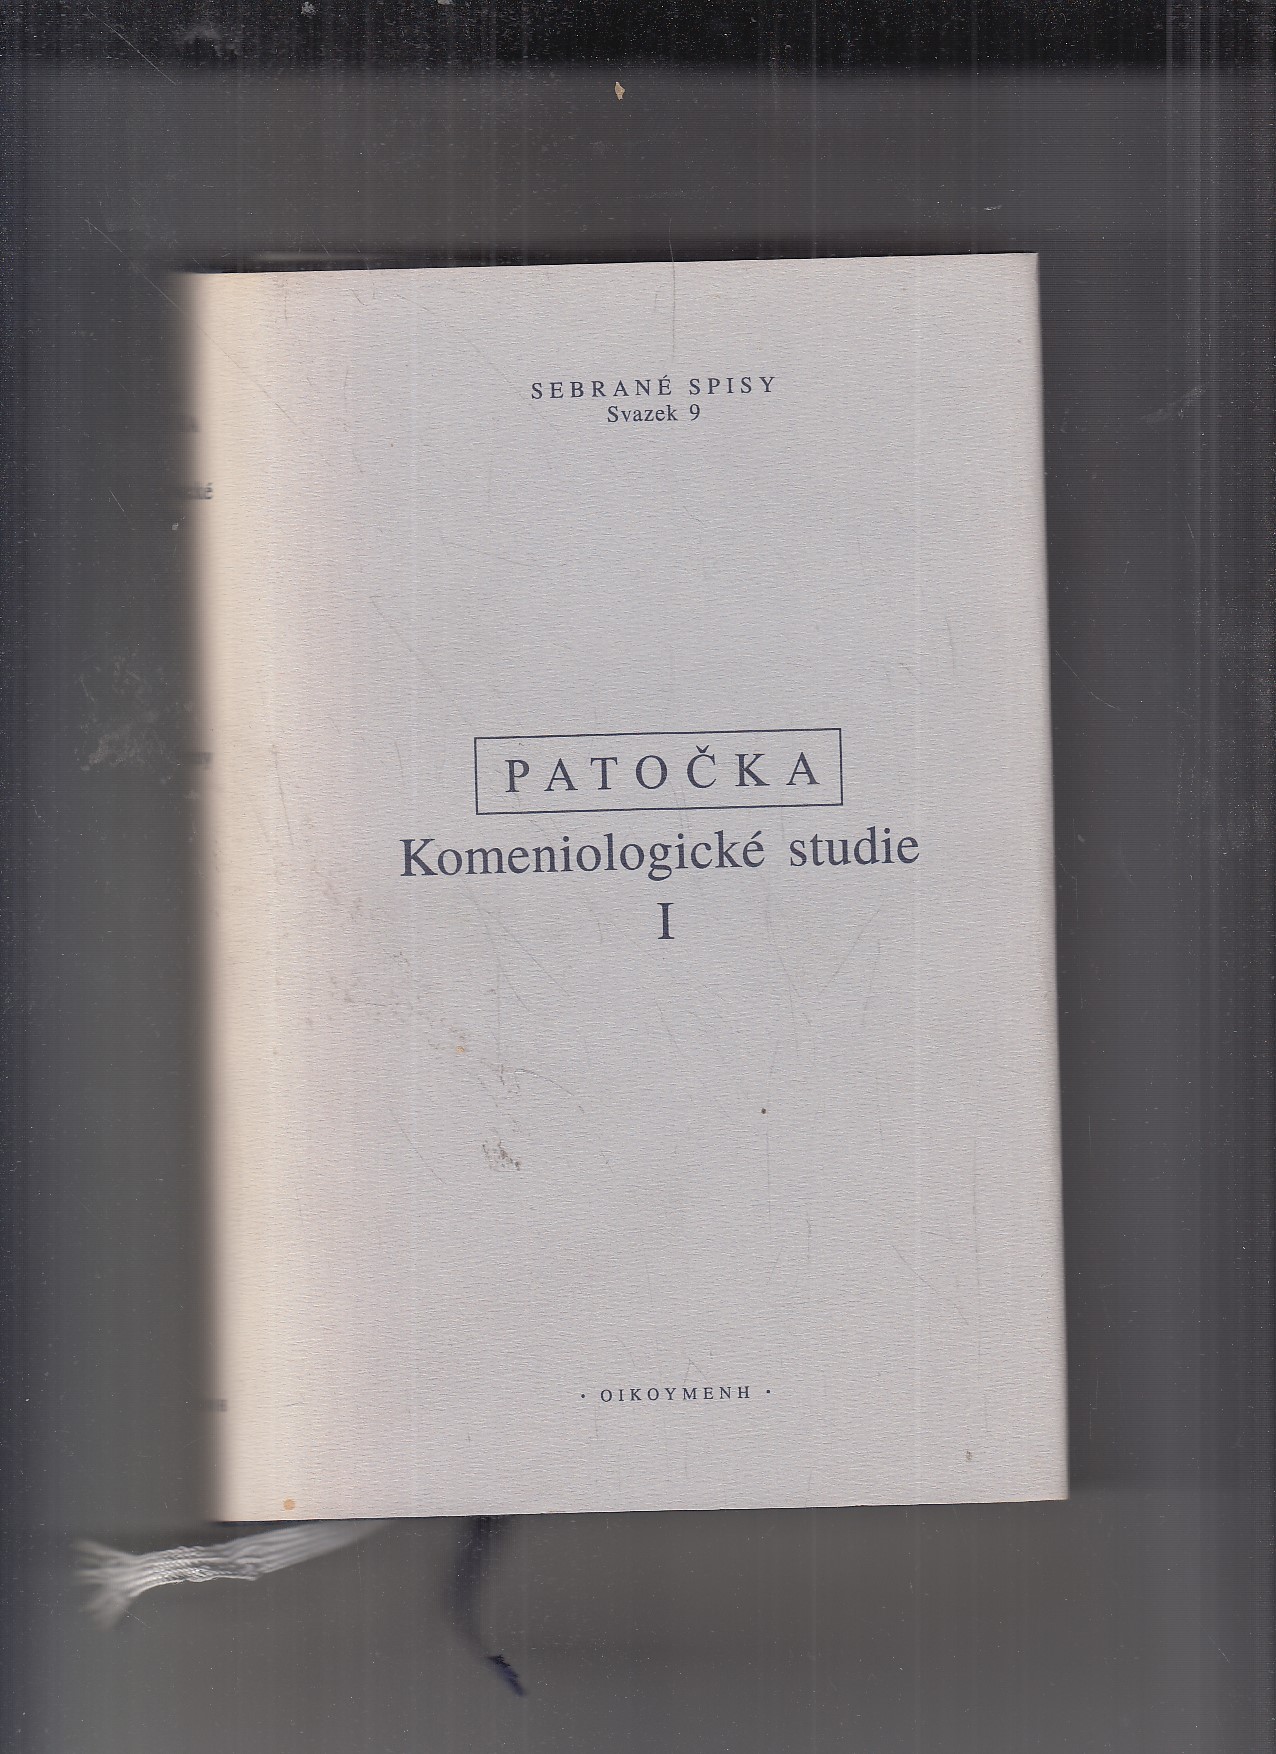 SEBRANÉ SPISY
Svazek 9
PATOČKA
Komeniologické studie
I
· OIKOYMENH ·